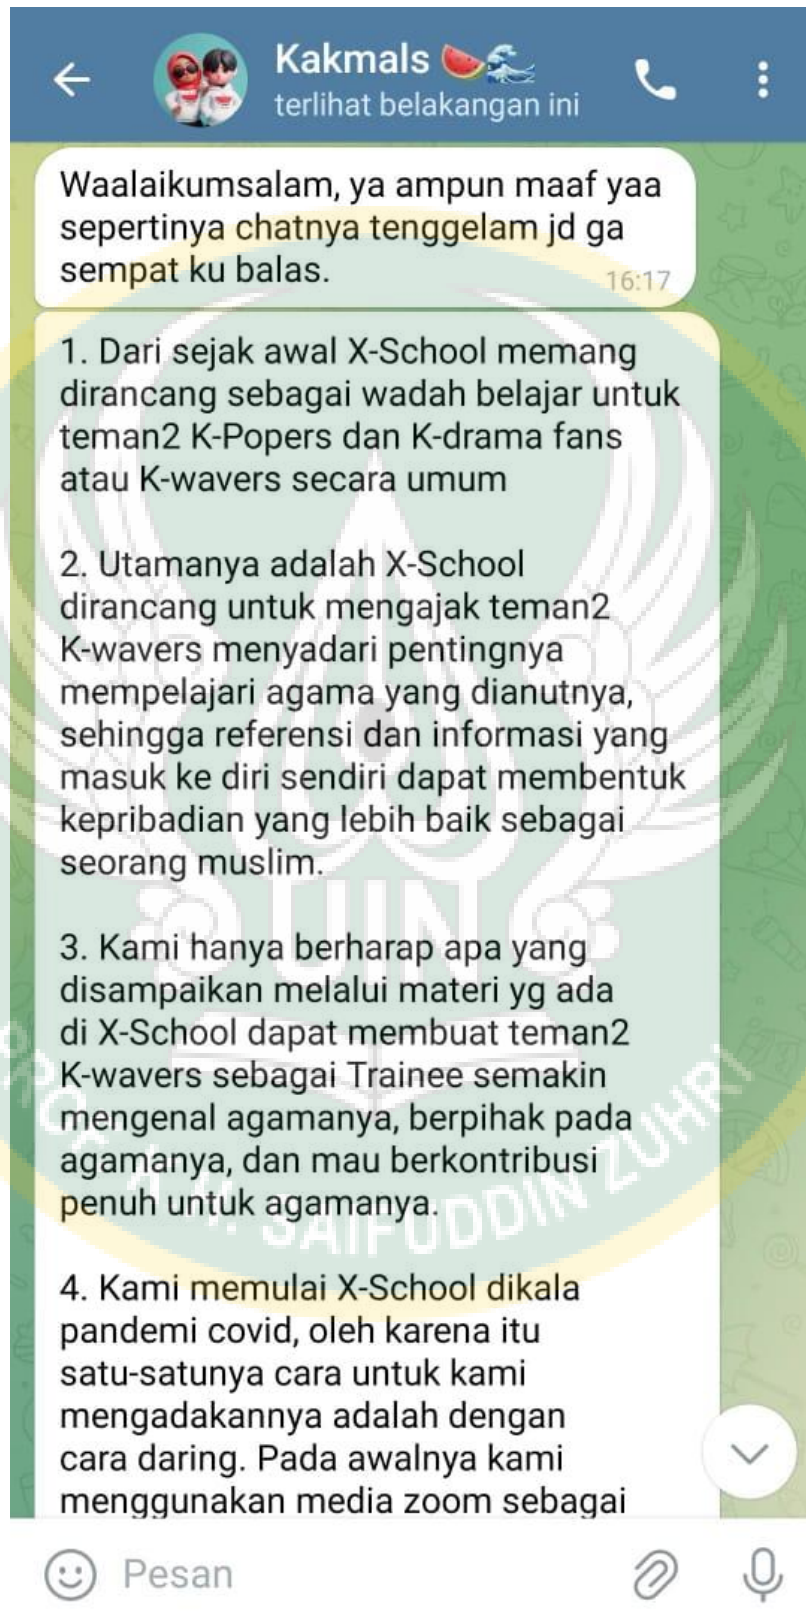 Kakmals 🍉🌊
terlihat belakangan ini
Waalaikumsalam, ya ampun maaf yaa
sepertinya chatnya tenggelam jd ga
sempat ku balas.
16:17
1. Dari sejak awal X-School memang
dirancang sebagai wadah belajar untuk
teman2 K-Popers dan K-drama fans
atau K-wavers secara umum
2. Utamanya adalah X-School
dirancang untuk mengajak teman2
K-wavers menyadari pentingnya
mempelajari agama yang dianutnya,
sehingga referensi dan informasi yang
masuk ke diri sendiri dapat membentuk
kepribadian yang lebih baik sebagai
seorang muslim.
3. Kami hanya berharap apa yang
disampaikan melalui materi yg ada
di X-School dapat membuat teman2
K-wavers sebagai Trainee semakin
mengenal agamanya, berpihak pada
agamanya, dan mau berkontribusi
penuh untuk agamanya.
4. Kami memulai X-School dikala
pandemi covid, oleh karena itu
satu-satunya cara untuk kami
mengadakannya adalah dengan
cara daring. Pada awalnya kami
menggunakan media zoom sebagai
Pesan
UIN
PROF. K.H. SAIFUDDIN ZUHRI